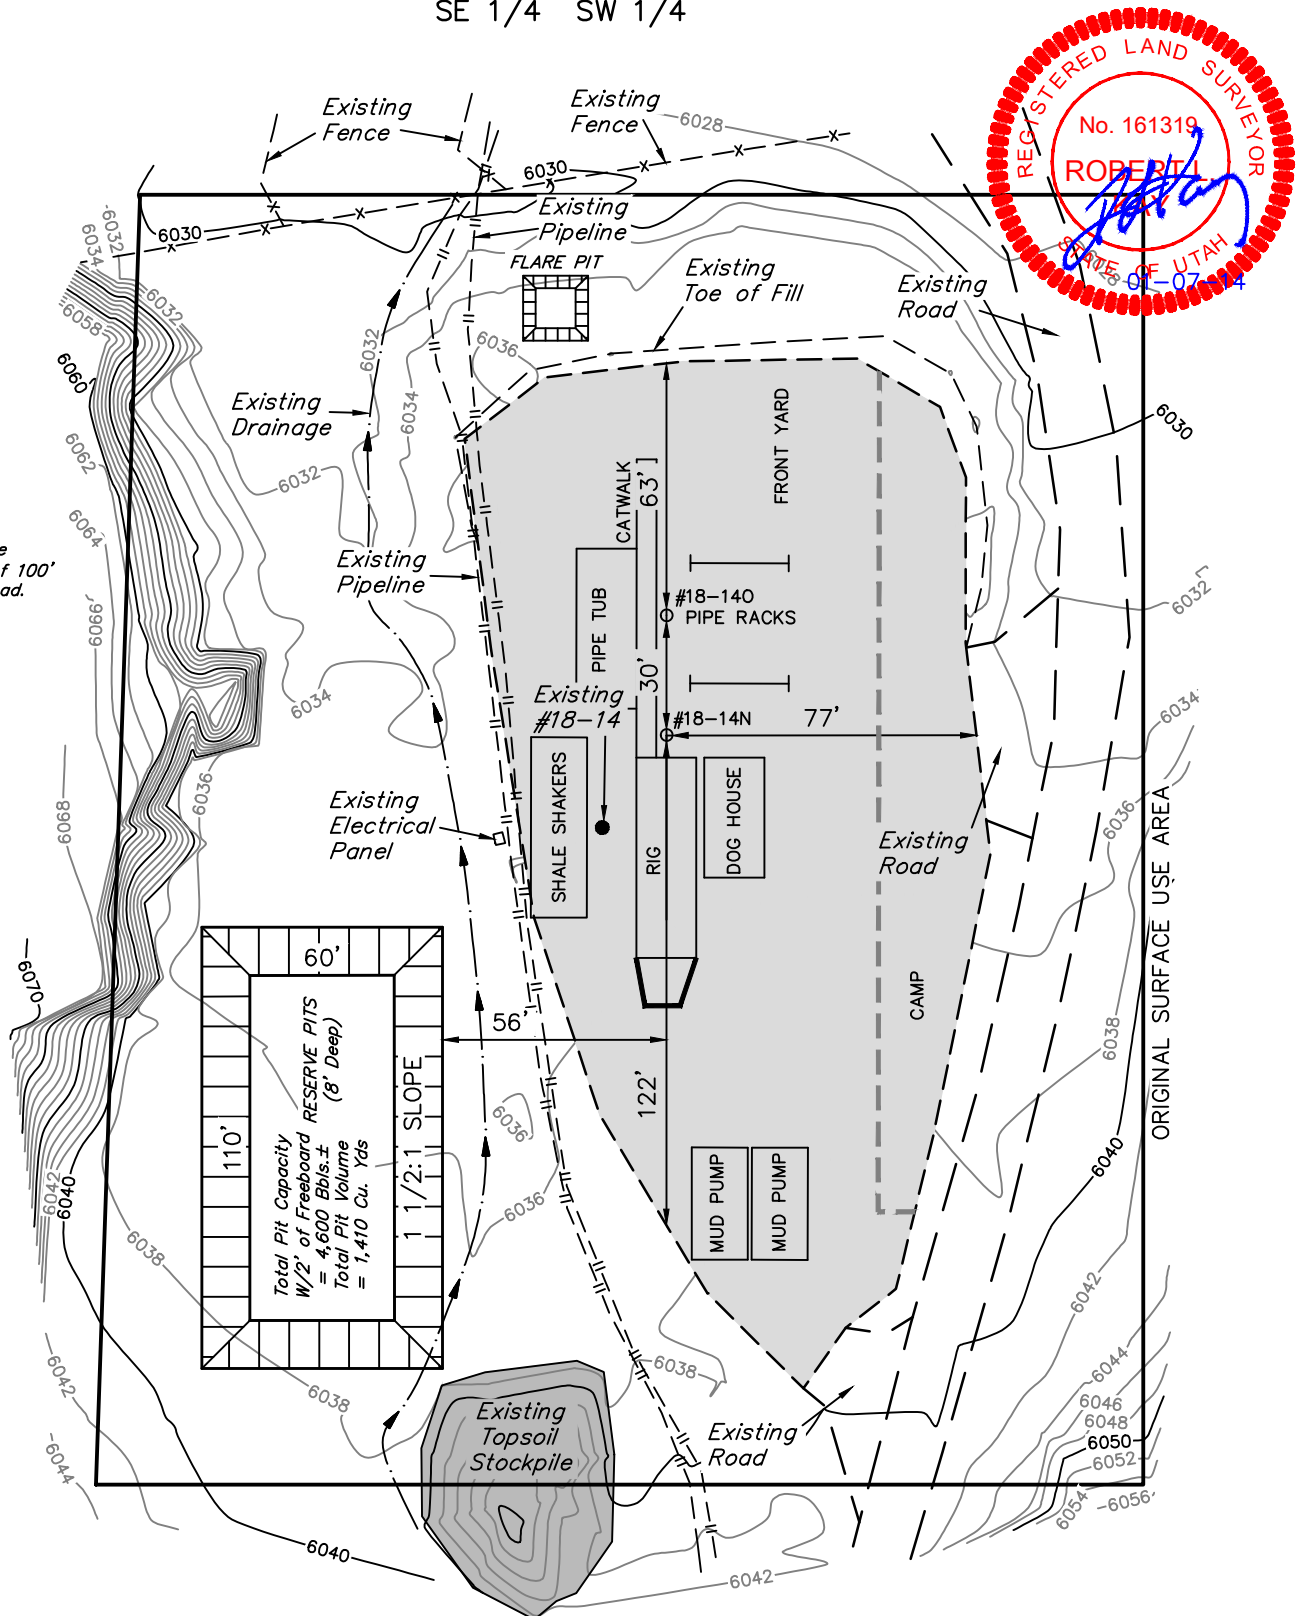 SE 1/4 SW 1/4
REGISTERED LAND SURVEYOR
No. 161319
ROBERT L.
STATE OF UTAH
01-07-14
Existing
Fence
Existing
Fence
6028
6030
6030
Existing
Pipeline
FLARE PIT
Existing
Toe of Fill
Existing
Road
6028
6032
6034
6032
6058
6060
6032
6036
6034
Existing
Drainage
6030
6062
6032
6064
FRONT YARD
CATWALK
63' ]
Existing
Pipeline
e
f 100'
ad.
6066
6032
#18-14O
PIPE RACKS
PIPE TUB
30'
Existing
#18-14
#18-14N
77'
6034
6034
6036
6068
Existing
Electrical
Panel
SHALE SHAKERS
RIG
DOG HOUSE
Existing
Road
6036
ORIGINAL SURFACE USE AREA
6070
60'
CAMP
56'
6038
110'
Total Pit Capacity
W/2' of Freeboard
= 4,600 Bbls.±
Total Pit Volume
= 1,410 Cu. Yds
RESERVE PITS
(8' Deep)
1 1/2:1 SLOPE
122'
6036
6036
MUD PUMP
MUD PUMP
6040
6042
6040
6038
6042
6038
6038
6042
6044
6044
6046
6048
6050
6052
6054
6056
Existing
Topsoil
Stockpile
Existing
Road
6040
6042